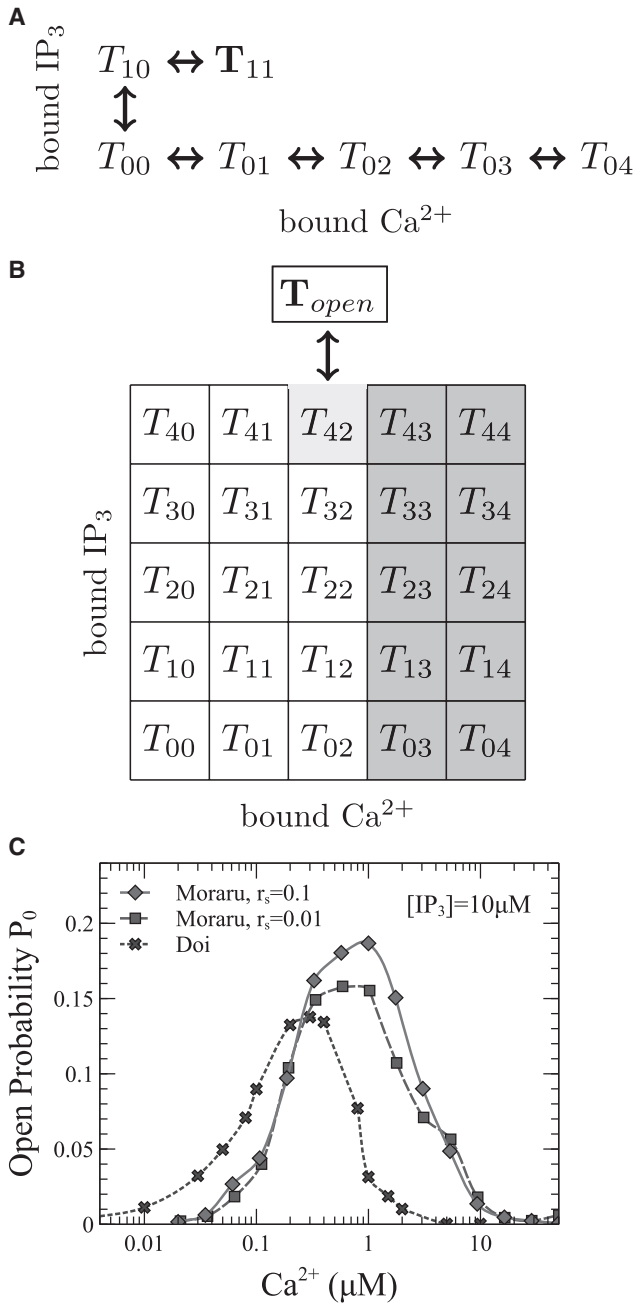 A
bound IP₃
T₁₀ ↔ T₁₁
T₀₀ ↔ T₀₁ ↔ T₀₂ ↔ T₀₃ ↔ T₀₄
bound Ca²⁺
B
T_open
bound IP₃
T₄₀ T₄₁ T₄₂ T₄₃ T₄₄
T₃₀ T₃₁ T₃₂ T₃₃ T₃₄
T₂₀ T₂₁ T₂₂ T₂₃ T₂₄
T₁₀ T₁₁ T₁₂ T₁₃ T₁₄
T₀₀ T₀₁ T₀₂ T₀₃ T₀₄
bound Ca²⁺
C
Moraru, rₛ=0.1
Moraru, rₛ=0.01
Doi
[IP₃]=10μM
Open Probability P₀
0.2
0.15
0.1
0.05
0
0.01 0.1 1 10
Ca²⁺ (μM)